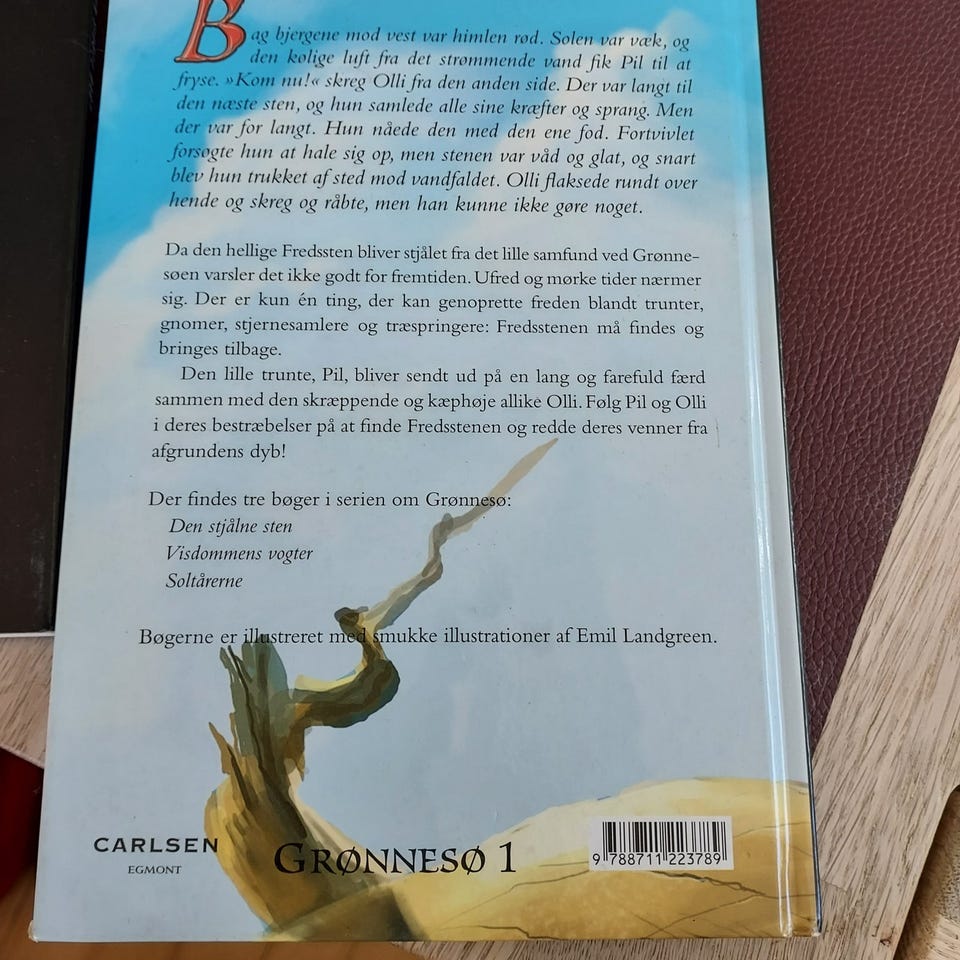 Bag bjergene mod vest var himlen rød. Solen var væk, og
den kølige luft fra det strømmende vand fik Pil til at
fryse. »Kom nu!« skreg Olli fra den anden side. Der var langt til
den næste sten, og hun samlede alle sine kræfter og sprang. Men
der var for langt. Hun nåede den med den ene fod. Fortvivlet
forsøgte hun at hale sig op, men stenen var våd og glat, og snart
blev hun trukket af sted mod vandfaldet. Olli flaksede rundt over
hende og skreg og råbte, men han kunne ikke gøre noget.
Da den hellige Fredssten bliver stjålet fra det lille samfund ved Grønne-
søen varsler det ikke godt for fremtiden. Ufred og mørke tider nærmer
sig. Der er kun én ting, der kan genoprette freden blandt trunter,
gnomer, stjernesamlere og træspringere: Fredsstenen må findes og
bringes tilbage.
Den lille trunte, Pil, bliver sendt ud på en lang og farefuld færd
sammen med den skræppende og kæphøje allike Olli. Følg Pil og Olli
i deres bestræbelser på at finde Fredsstenen og redde deres venner fra
afgrundens dyb!
Der findes tre bøger i serien om Grønnesø:
Den stjålne sten
Visdommens vogter
Soltårerne
Bøgerne er illustreret med smukke illustrationer af Emil Landgreen.
CARLSEN
EGMONT
GRØNNESØ 1
9 788711 223789